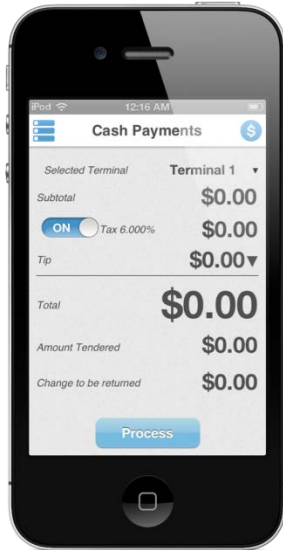 iPod 12:16 AM
Cash Payments $
Selected Terminal Terminal 1 ▼
Subtotal $0.00
ON Tax 6.000% $0.00
Tip $0.00▼
Total $0.00
Amount Tendered $0.00
Change to be returned $0.00
Process